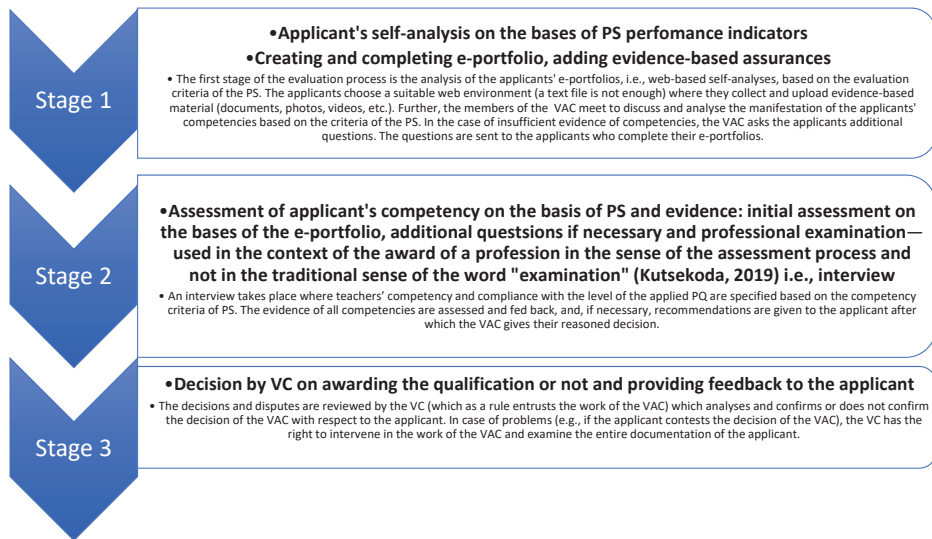 Stage 1
•Applicant's self-analysis on the bases of PS perfomance indicators
•Creating and completing e-portfolio, adding evidence-based assurances
• The first stage of the evaluation process is the analysis of the applicants' e-portfolios, i.e., web-based self-analyses, based on the evaluation
criteria of the PS. The applicants choose a suitable web environment (a text file is not enough) where they collect and upload evidence-based
material (documents, photos, videos, etc.). Further, the members of the VAC meet to discuss and analyse the manifestation of the applicants'
competencies based on the criteria of the PS. In the case of insufficient evidence of competencies, the VAC asks the applicants additional
questions. The questions are sent to the applicants who complete their e-portfolios.
Stage 2
•Assessment of applicant's competency on the basis of PS and evidence: initial assessment on
the bases of the e-portfolio, additional questsions if necessary and professional examination—
used in the context of the award of a profession in the sense of the assessment process and
not in the traditional sense of the word "examination" (Kutsekoda, 2019) i.e., interview
• An interview takes place where teachers’ competency and compliance with the level of the applied PQ are specified based on the competency
criteria of PS. The evidence of all competencies are assessed and fed back, and, if necessary, recommendations are given to the applicant after
which the VAC gives their reasoned decision.
Stage 3
•Decision by VC on awarding the qualification or not and providing feedback to the applicant
• The decisions and disputes are reviewed by the VC (which as a rule entrusts the work of the VAC) which analyses and confirms or does not confirm
the decision of the VAC with respect to the applicant. In case of problems (e.g., if the applicant contests the decision of the VAC), the VC has the
right to intervene in the work of the VAC and examine the entire documentation of the applicant.